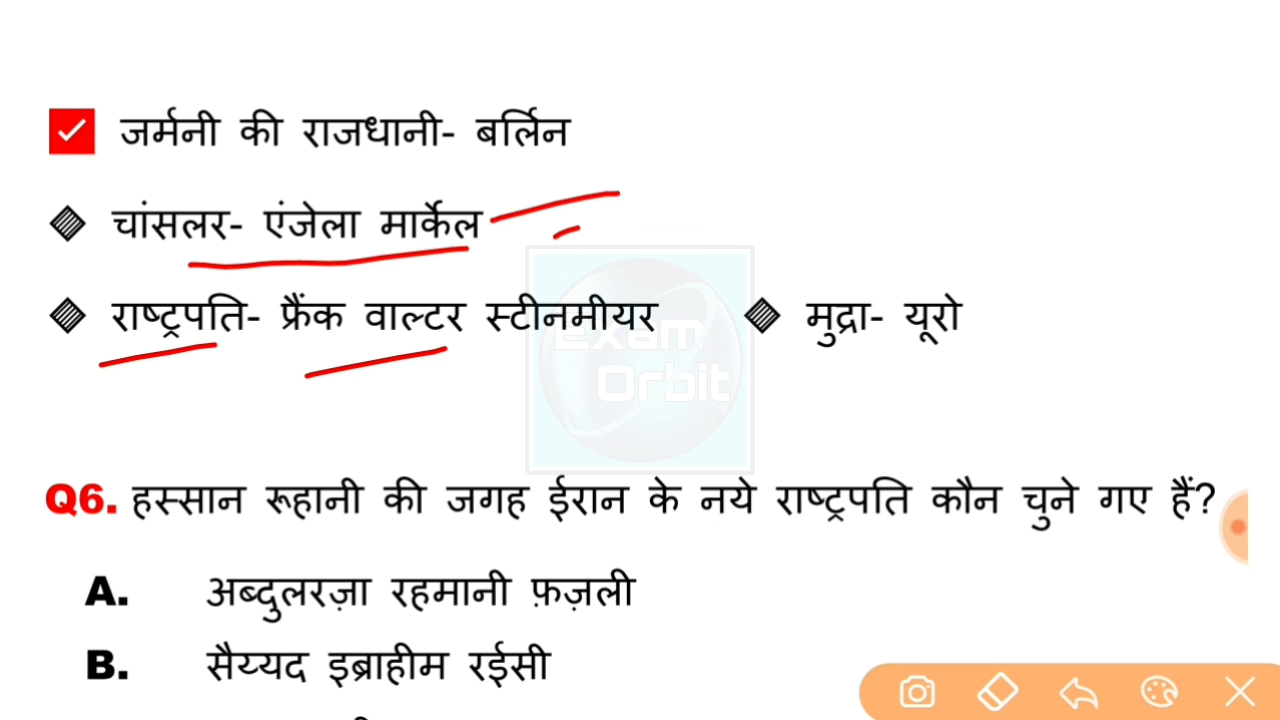 जर्मनी की राजधानी- बर्लिन
चांसलर- एंजेला मार्केल
राष्ट्रपति- फ्रैंक वाल्टर स्टीनमीयर
मुद्रा- यूरो
Exam
Orbit
Q6. हस्सान रूहानी की जगह ईरान के नये राष्ट्रपति कौन चुने गए हैं?
A. अब्दुलरज़ा रहमानी फ़ज़ली
B. सैय्यद इब्राहीम रईसी